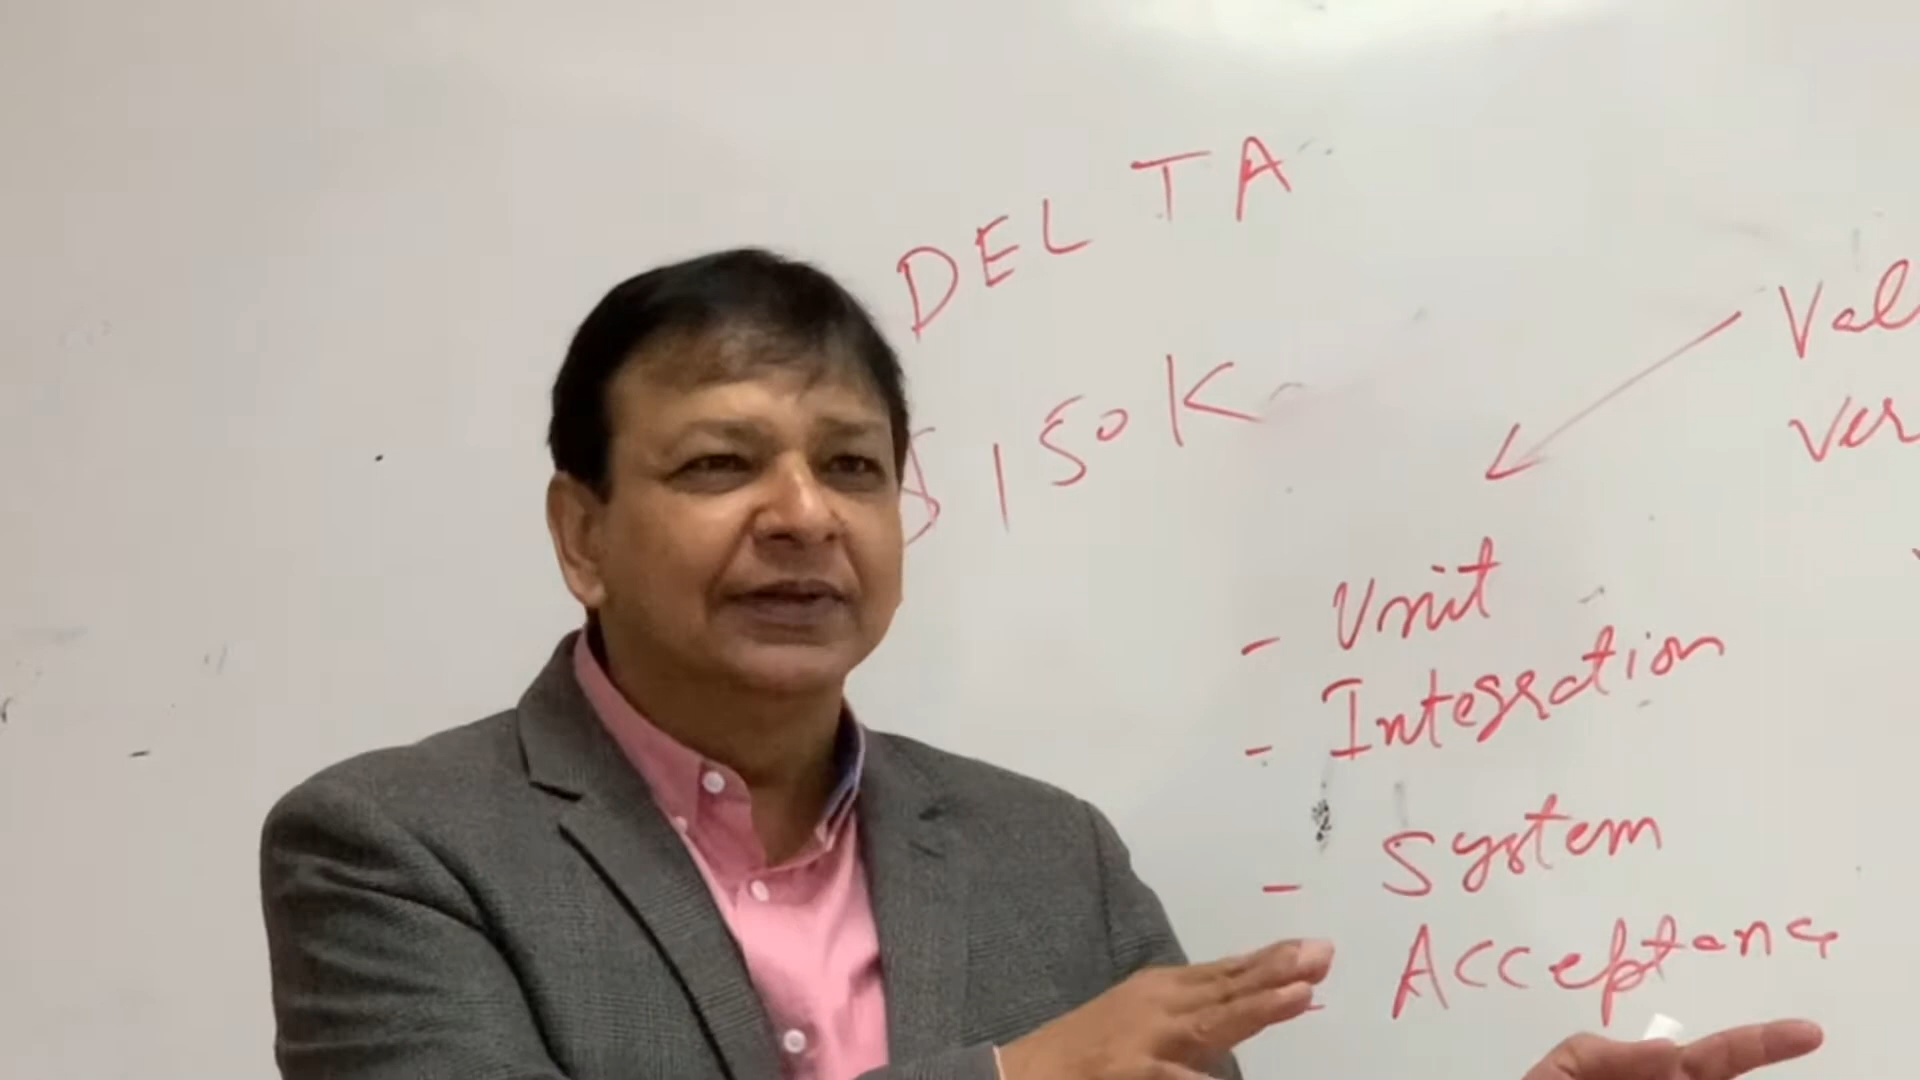 DELTA
$150K
Val
Ver
- Unit
- Integration
- System
- Acceptance